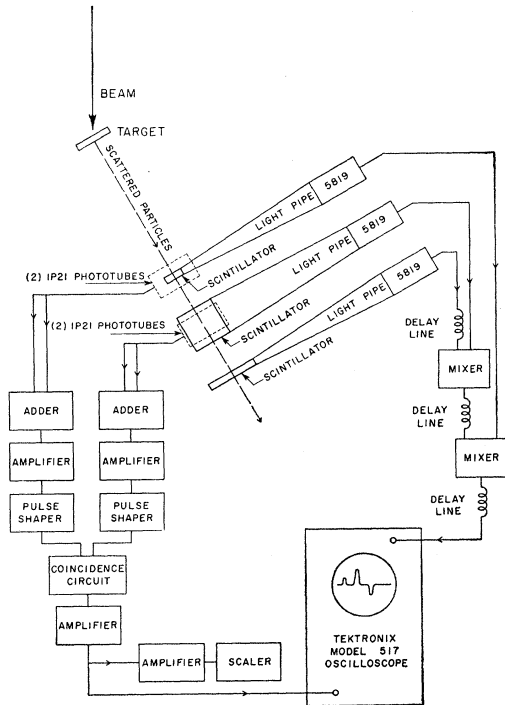 BEAM
TARGET
SCATTERED PARTICLES
LIGHT PIPE
5819
SCINTILLATOR
(2) 1P21 PHOTOTUBES
LIGHT PIPE
5819
SCINTILLATOR
(2) 1P21 PHOTOTUBES
LIGHT PIPE
5819
SCINTILLATOR
DELAY
LINE
MIXER
DELAY
LINE
MIXER
DELAY
LINE
ADDER
ADDER
AMPLIFIER
AMPLIFIER
PULSE
SHAPER
PULSE
SHAPER
COINCIDENCE
CIRCUIT
AMPLIFIER
AMPLIFIER
SCALER
TEKTRONIX
MODEL 517
OSCILLOSCOPE